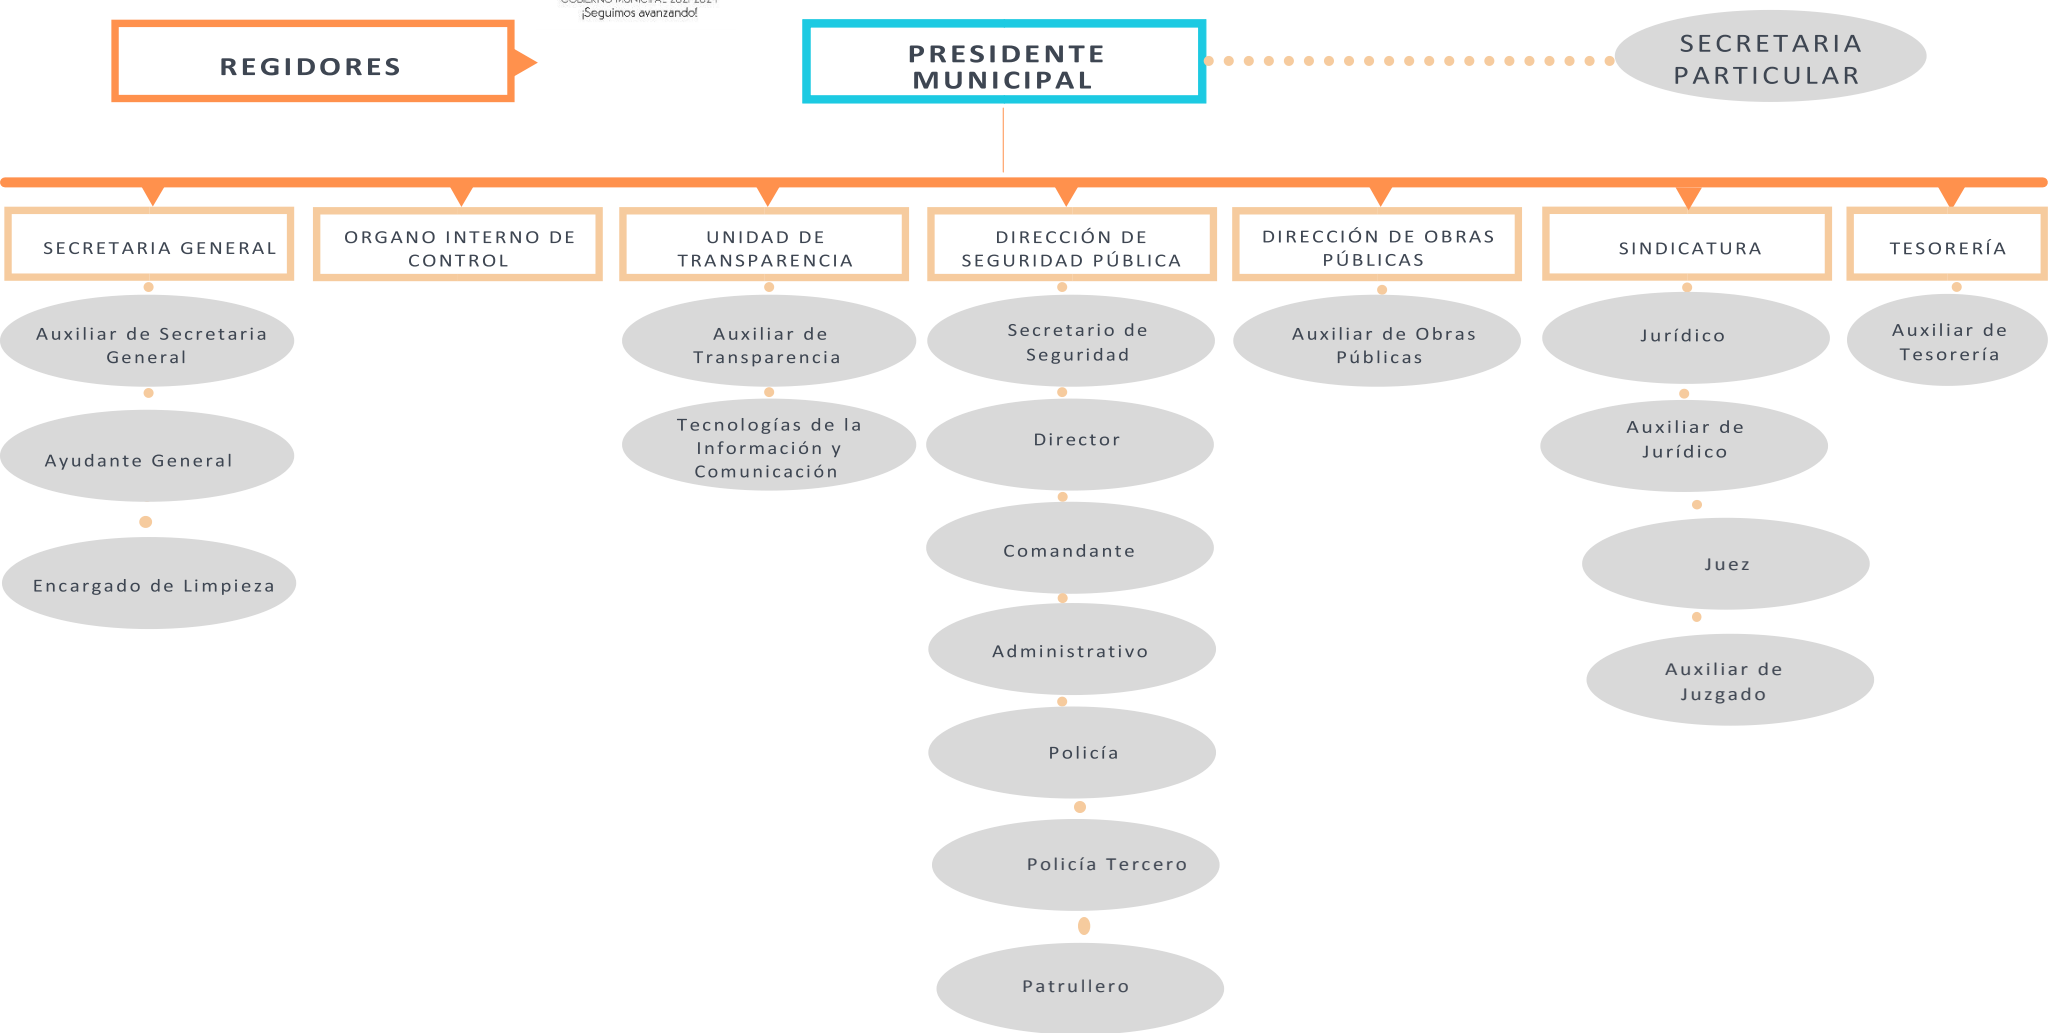 ¡Seguimos avanzando!
REGIDORES
PRESIDENTE
MUNICIPAL
SECRETARIA
PARTICULAR
SECRETARIA GENERAL
Auxiliar de Secretaria
General
Ayudante General
Encargado de Limpieza
ORGANO INTERNO DE
CONTROL
UNIDAD DE
TRANSPARENCIA
Auxiliar de
Transparencia
Tecnologías de la
Información y
Comunicación
DIRECCIÓN DE
SEGURIDAD PÚBLICA
Secretario de
Seguridad
Director
Comandante
Administrativo
Policía
Policía Tercero
Patrullero
DIRECCIÓN DE OBRAS
PÚBLICAS
Auxiliar de Obras
Públicas
SINDICATURA
Jurídico
Auxiliar de
Jurídico
Juez
Auxiliar de
Juzgado
TESORERÍA
Auxiliar de
Tesorería